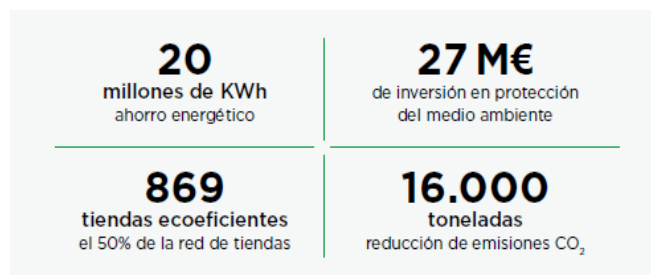 20
millones de KWh
ahorro energético
27 M€
de inversión en protección
del medio ambiente
869
tiendas ecoeficientes
el 50% de la red de tiendas
16.000
toneladas
reducción de emisiones CO₂